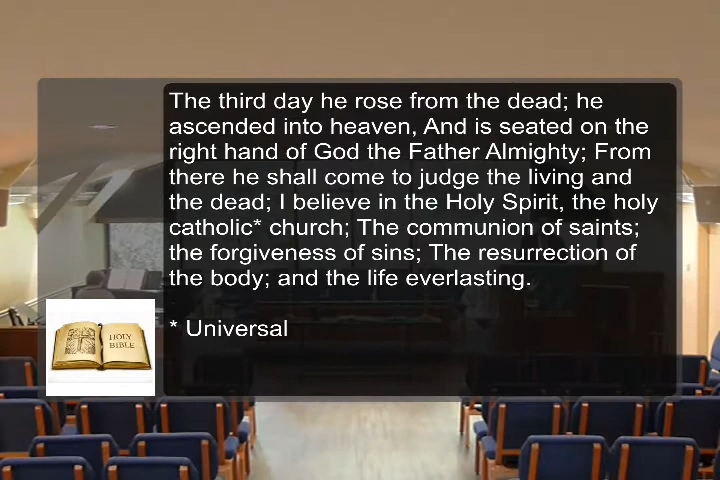 The third day he rose from the dead; he
ascended into heaven, And is seated on the
right hand of God the Father Almighty; From
there he shall come to judge the living and
the dead; I believe in the Holy Spirit, the holy
catholic* church; The communion of saints;
the forgiveness of sins; The resurrection of
the body; and the life everlasting.
* Universal
HOLY
BIBLE